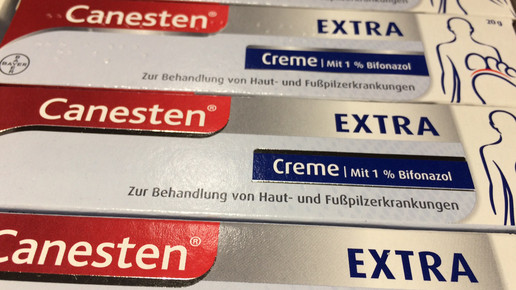 Canesten® EXTRA
20 g
BAYER
Creme | Mit 1 % Bifonazol
Zur Behandlung von Haut- und Fußpilzerkrankungen
Canesten® EXTRA
Creme | Mit 1 % Bifonazol
Zur Behandlung von Haut- und Fußpilzerkrankungen
Canesten® EXTRA